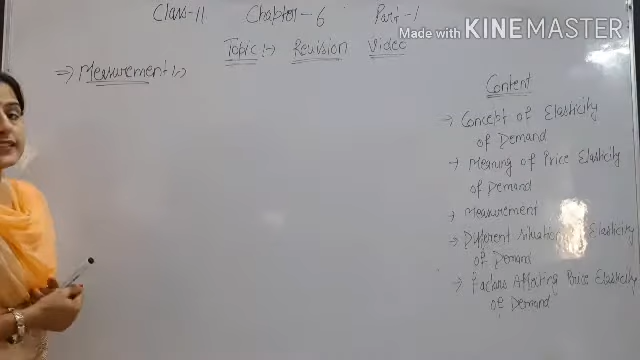 Class-11 Chapter-6 Part-1
Made with KINEMASTER
Topic:→ Revision Video
⇒ Measurement:→
Content
→ Concept of Elasticity
of Demand
→ Meaning of Price Elasticity
of Demand
→ Measurement
→ Different Situation Elasticity
of Demand
→ Factors Affecting Price Elasticity
of Demand